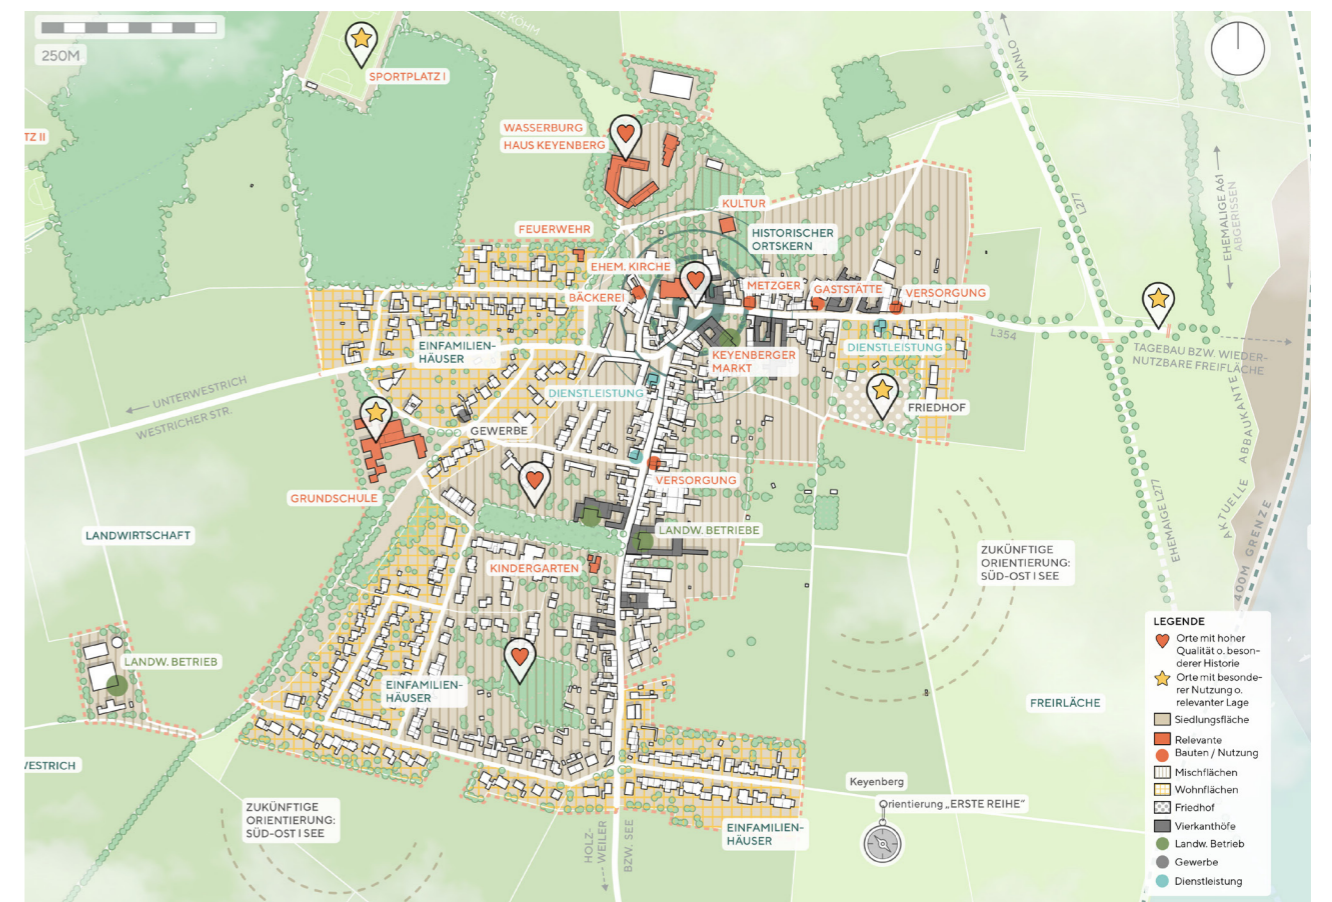 250M
SPORTPLATZ I
TZ II
WASSERBURG
HAUS KEYENBERG
WANLO
L277
EHEMALIGE A61
ABGERISSEN
KULTUR
FEUERWEHR
HISTORISCHER
ORTSKERN
EHEM. KIRCHE
BÄCKEREI
METZGER
GASTSTÄTTE
VERSORGUNG
L354
TAGEBAU BZW. WIEDER-
NUTZBARE FREIFLÄCHE
EINFAMILIEN-
HÄUSER
DIENSTLEISTUNG
KEYENBERGER
MARKT
UNTERWESTRICH
WESTRICHER STR.
DIENSTLEISTUNG
FRIEDHOF
GEWERBE
GRUNDSCHULE
VERSORGUNG
AKTUELLE ABBAUKANTE
LANDWIRTSCHAFT
LANDW. BETRIEBE
EHEMALIGE L277
400M GRENZE
ZUKÜNFTIGE
ORIENTIERUNG:
SÜD-OST I SEE
KINDERGARTEN
LANDW. BETRIEB
EINFAMILIEN-
HÄUSER
FREIRLÄCHE
WESTRICH
Keyenberg
Orientierung „ERSTE REIHE“
ZUKÜNFTIGE
ORIENTIERUNG:
SÜD-OST I SEE
HOLZ-
WEILER
BZW. SEE
EINFAMILIEN-
HÄUSER
LEGENDE
Orte mit hoher
Qualität o. beson-
derer Historie
Orte mit besonde-
rer Nutzung o.
relevanter Lage
Siedlungsfläche
Relevante
Bauten / Nutzung
Mischflächen
Wohnflächen
Friedhof
Vierkanthöfe
Landw. Betrieb
Gewerbe
Dienstleistung